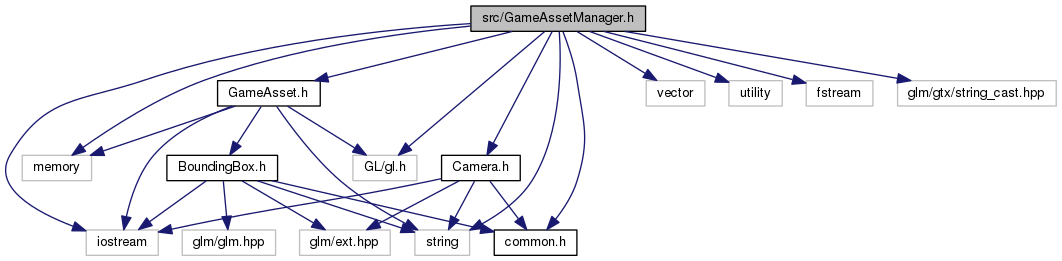 src/GameAssetManager.h
GameAsset.h
vector
utility
fstream
glm/gtx/string_cast.hpp
memory
BoundingBox.h
GL/gl.h
Camera.h
iostream
glm/glm.hpp
glm/ext.hpp
string
common.h